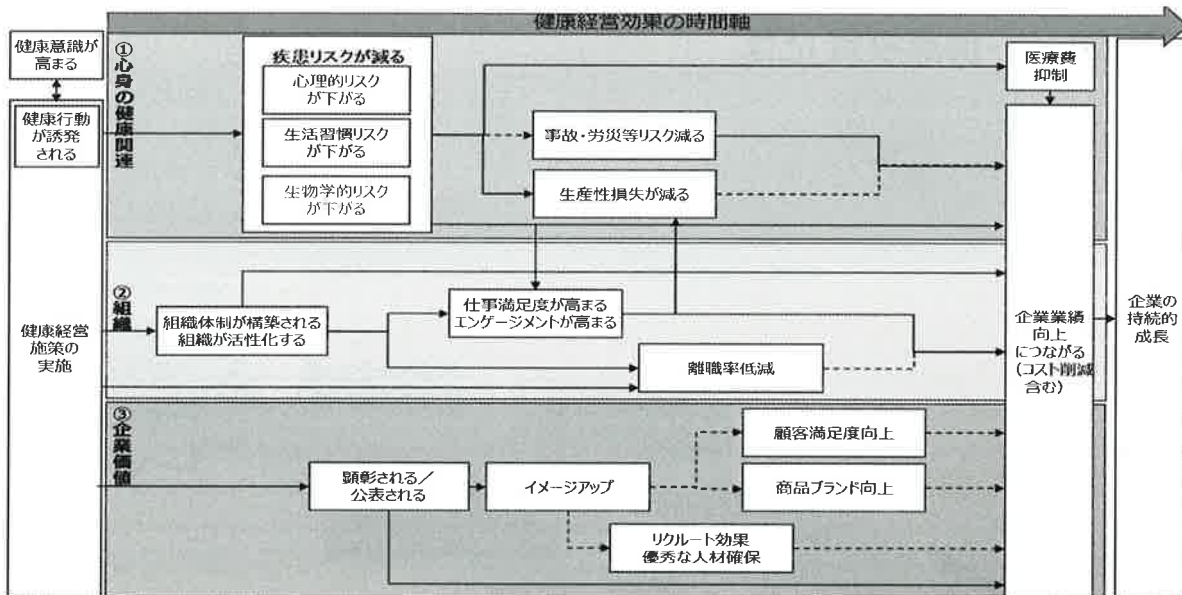 健康経営効果の時間軸
健康意識が
高まる
健康行動
が誘発
される
健康経営
施策の
実施
①心身の健康関連
疾患リスクが減る
心理的リスク
が下がる
生活習慣リスク
が下がる
生物学的リスク
が下がる
事故・労災等リスク減る
生産性損失が減る
医療費
抑制
②組織
組織体制が構築される
組織が活性化する
仕事満足度が高まる
エンゲージメントが高まる
離職率低減
③企業価値
顕彰される/
公表される
イメージアップ
顧客満足度向上
商品ブランド向上
リクルート効果
優秀な人材確保
企業業績
向上
につながる
(コスト削減
含む)
企業の
持続的
成長